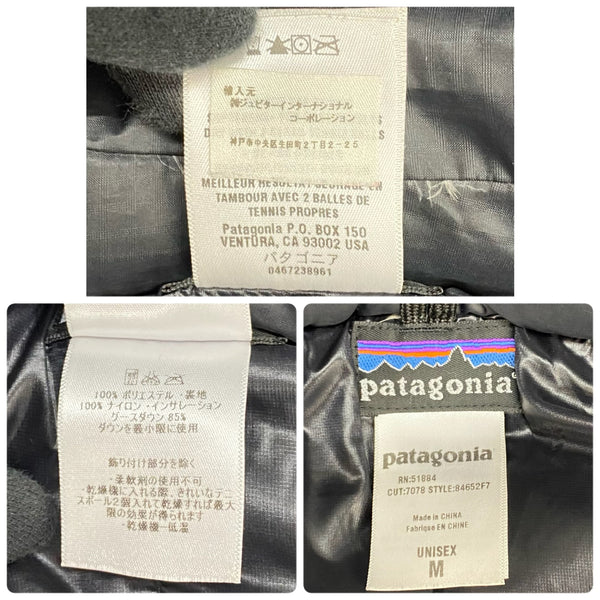 輸入元
㈱ジュピターインターナショナル
コーポレーション
神戸市中央区生田町2丁目2-25
MEILLEUR RESULTAT SECHAGE EN
TAMBOUR AVEC 2 BALLES DE
TENNIS PROPRES
Patagonia P.O. BOX 150
VENTURA, CA 93002 USA
パタゴニア
0467238961
100% ポリエステル・裏地
100% ナイロン・インサレーション
グースダウン 85%
ダウンを最小限に使用
飾り付け部分を除く
・柔軟剤の使用不可
・乾燥機に入れる際、きれいなテニ
スボール2個入れて乾燥すれば最大
限の効果が得られます
・乾燥機－低温
patagonia
patagonia
RN:51884
CUT:7078 STYLE:84652F7
Made in CHINA
Fabrique EN CHINE
UNISEX
M